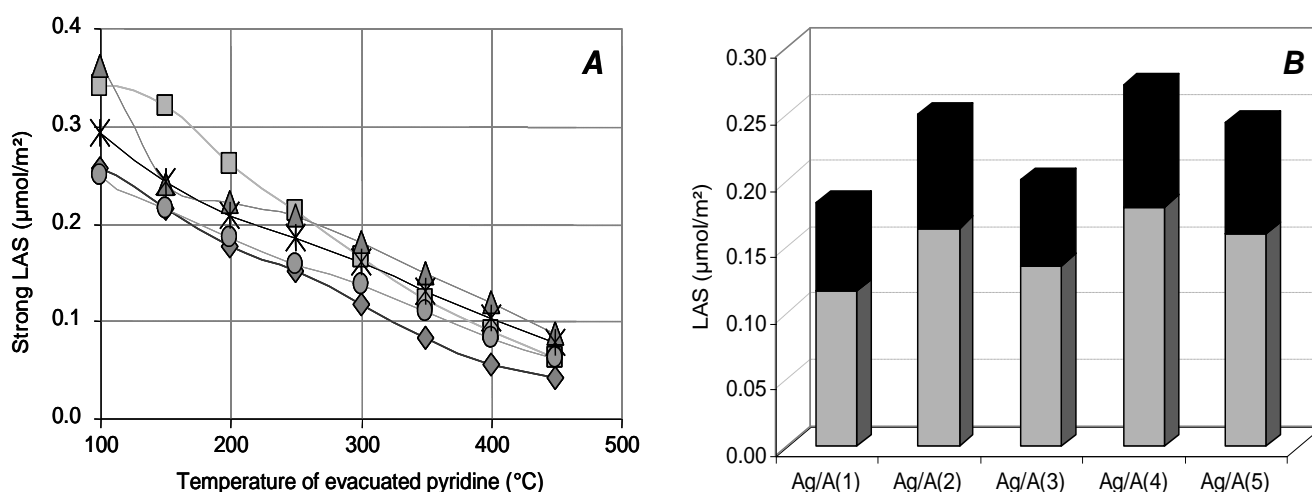 A
Strong LAS (µmol/m²)
0.4
0.3
0.2
0.1
0.0
100 200 300 400 500
Temperature of evacuated pyridine (°C)
B
LAS (µmol/m²)
0.30
0.25
0.20
0.15
0.10
0.05
0.00
Ag/A(1) Ag/A(2) Ag/A(3) Ag/A(4) Ag/A(5)